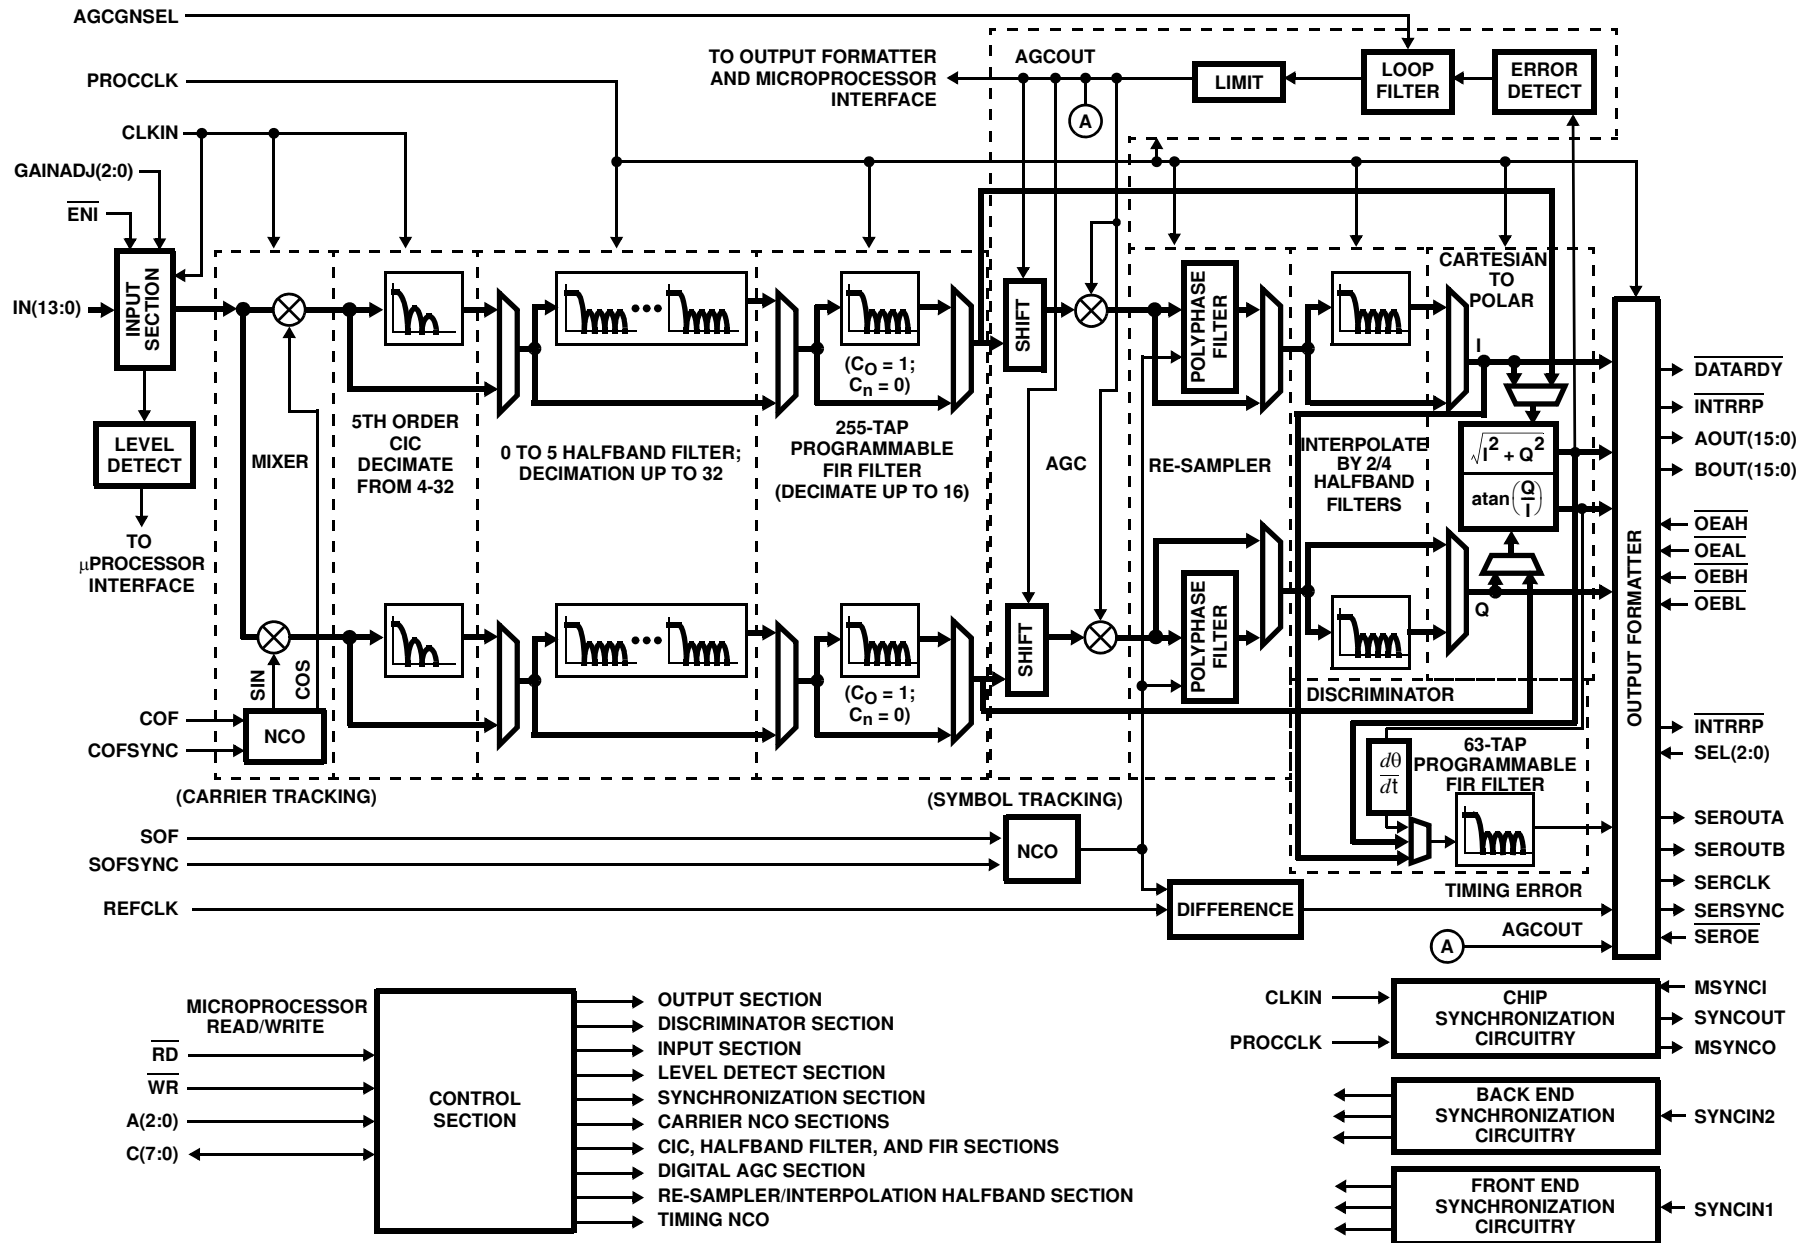 AGCGNSEL
PROCCLK
CLKIN
GAINADJ(2:0)
ENI
IN(13:0)
INPUT
SECTION
LEVEL
DETECT
TO
µPROCESSOR
INTERFACE
TO OUTPUT FORMATTER
AND MICROPROCESSOR
INTERFACE
AGCOUT
A
LIMIT
LOOP
FILTER
ERROR
DETECT
MIXER
SIN
COS
COF
COFSYNC
NCO
(CARRIER TRACKING)
5TH ORDER
CIC
DECIMATE
FROM 4-32
0 TO 5 HALFBAND FILTER;
DECIMATION UP TO 32
(CO = 1;
Cn = 0)
255-TAP
PROGRAMMABLE
FIR FILTER
(DECIMATE UP TO 16)
(CO = 1;
Cn = 0)
SHIFT
AGC
SHIFT
POLYPHASE
FILTER
RE-SAMPLER
POLYPHASE
FILTER
INTERPOLATE
BY 2/4
HALFBAND
FILTERS
CARTESIAN
TO
POLAR
I
√I2 + Q2
atan(Q/I)
Q
DISCRIMINATOR
dθ
dt
63-TAP
PROGRAMMABLE
FIR FILTER
OUTPUT FORMATTER
DATARDY
INTRRP
AOUT(15:0)
BOUT(15:0)
OEAH
OEAL
OEBH
OEBL
INTRRP
SEL(2:0)
SEROUTA
SEROUTB
SERCLK
SERSYNC
SEROE
(SYMBOL TRACKING)
SOF
SOFSYNC
NCO
REFCLK
DIFFERENCE
TIMING ERROR
A
AGCOUT
MICROPROCESSOR
READ/WRITE
RD
WR
A(2:0)
C(7:0)
CONTROL
SECTION
OUTPUT SECTION
DISCRIMINATOR SECTION
INPUT SECTION
LEVEL DETECT SECTION
SYNCHRONIZATION SECTION
CARRIER NCO SECTIONS
CIC, HALFBAND FILTER, AND FIR SECTIONS
DIGITAL AGC SECTION
RE-SAMPLER/INTERPOLATION HALFBAND SECTION
TIMING NCO
CLKIN
PROCCLK
CHIP
SYNCHRONIZATION
CIRCUITRY
MSYNCI
SYNCOUT
MSYNCO
BACK END
SYNCHRONIZATION
CIRCUITRY
SYNCIN2
FRONT END
SYNCHRONIZATION
CIRCUITRY
SYNCIN1